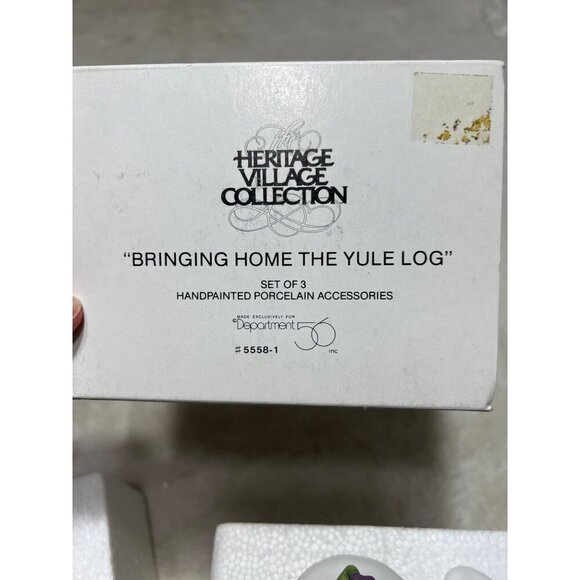 The
HERITAGE
VILLAGE
COLLECTION
"BRINGING HOME THE YULE LOG"
SET OF 3
HANDPAINTED PORCELAIN ACCESSORIES
MADE EXCLUSIVELY FOR
©Department 56
#5558-1 inc